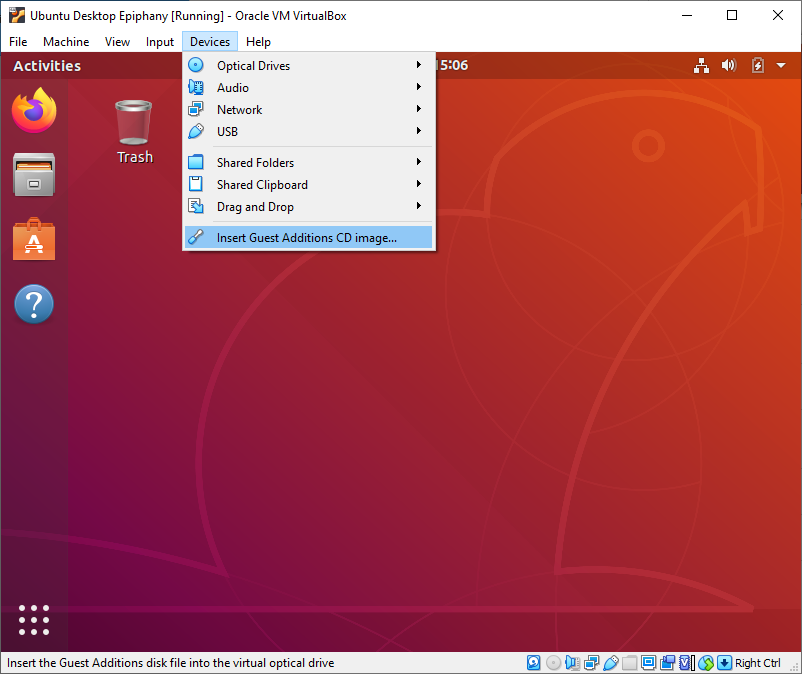 Ubuntu Desktop Epiphany [Running] - Oracle VM VirtualBox
File Machine View Input Devices Help
Activities
15:06
Optical Drives
Audio
Network
USB
Shared Folders
Shared Clipboard
Drag and Drop
Insert Guest Additions CD image...
Trash
Insert the Guest Additions disk file into the virtual optical drive
Right Ctrl